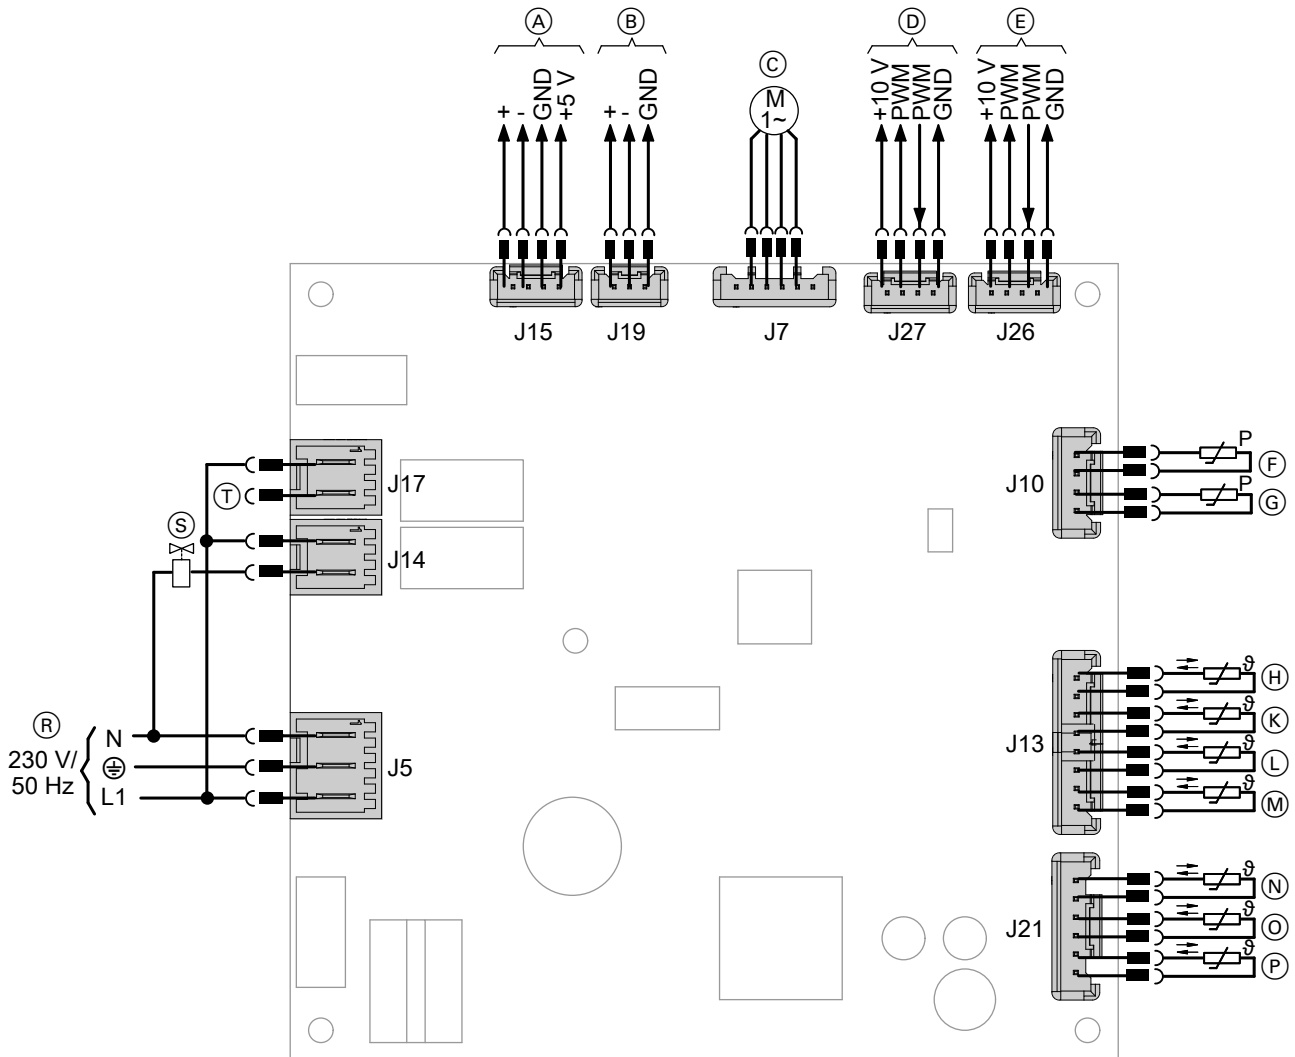 A
B
C
D
E
+
-
GND
+5 V
+
-
GND
M
1~
+10 V
PWM
PWM
GND
+10 V
PWM
PWM
GND
J15
J19
J7
J27
J26
J17
T
S
J14
J10
P
F
P
G
R
230 V/
50 Hz
N
L1
J5
J13
ϑ
H
ϑ
K
ϑ
L
ϑ
M
J21
ϑ
N
ϑ
O
ϑ
P